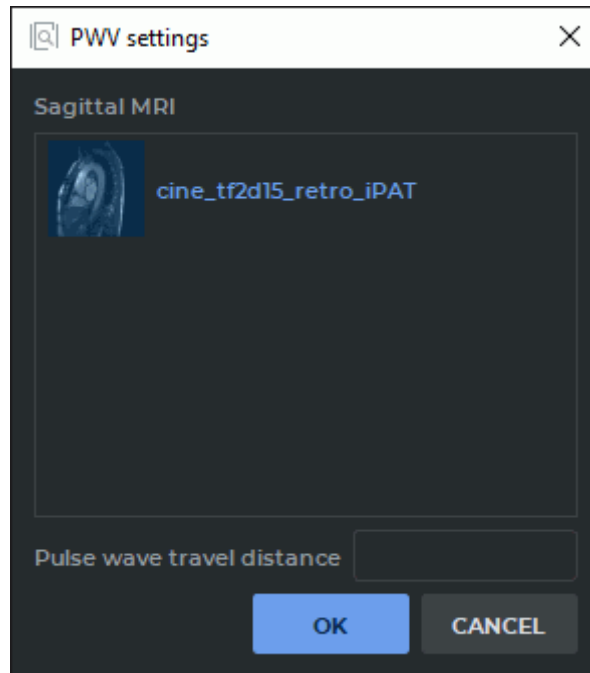 PWV settings
Sagittal MRI
cine_tf2d15_retro_iPAT
Pulse wave travel distance
OK CANCEL